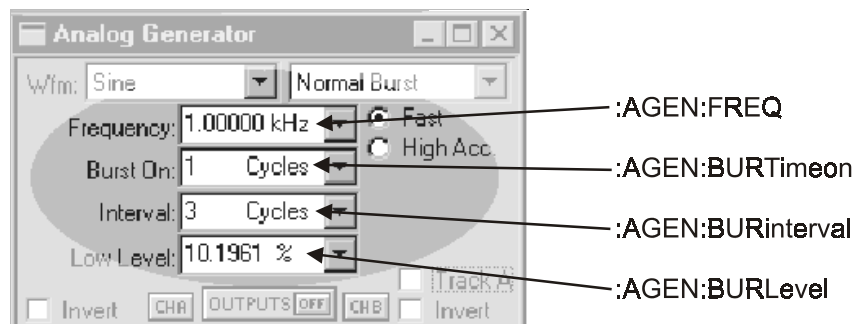 Analog Generator
Wfm: Sine Normal Burst
Frequency: 1.00000 kHz Fast :AGEN:FREQ
High Acc.
Burst On: 1 Cycles :AGEN:BURTimeon
Interval: 3 Cycles :AGEN:BURinterval
Low Level: 10.1961 % :AGEN:BURLevel
Track A
Invert CHA OUTPUTS OFF CHB Invert